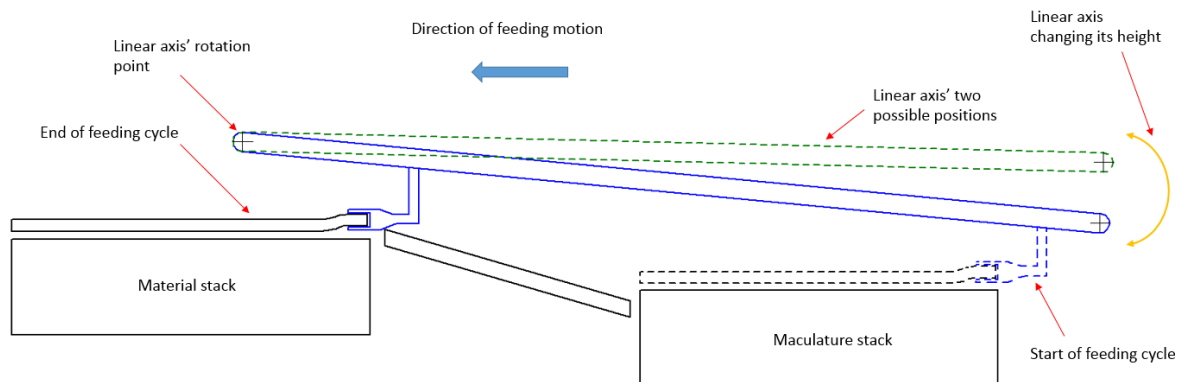 Linear axis
changing its height
Direction of feeding motion
Linear axis' rotation
point
Linear axis' two
possible positions
End of feeding cycle
Material stack
Maculature stack
Start of feeding cycle